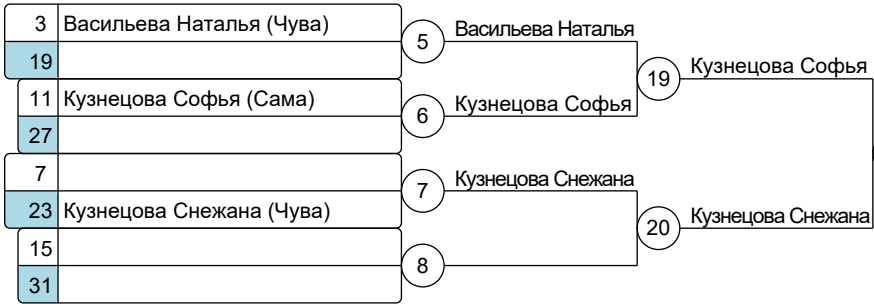 3 Васильева Наталья (Чува)
19
5 Васильева Наталья
11 Кузнецова Софья (Сама)
27
6 Кузнецова Софья
19 Кузнецова Софья
7
23 Кузнецова Снежана (Чува)
7 Кузнецова Снежана
15
31
8
20 Кузнецова Снежана